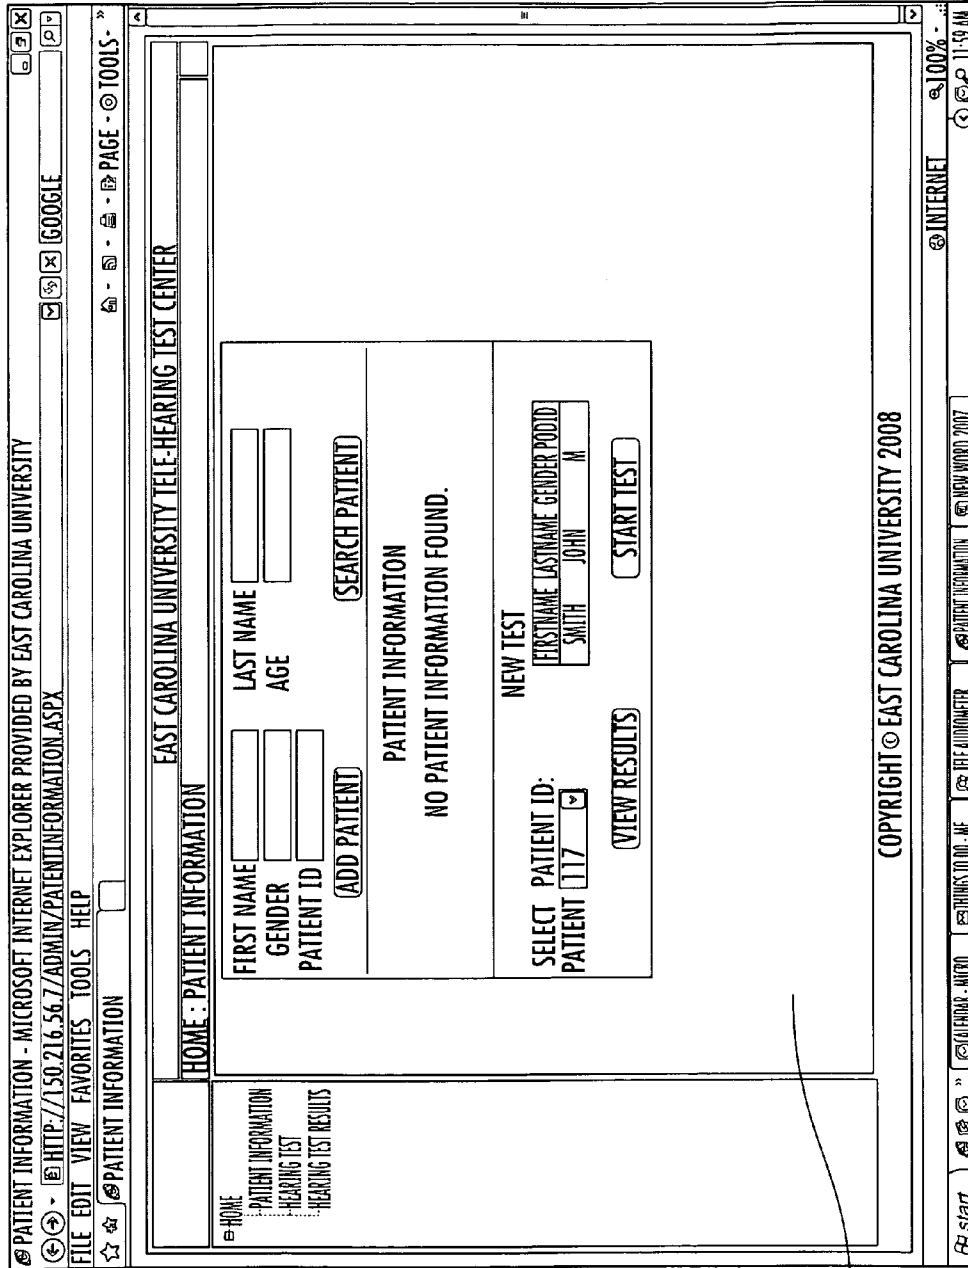 PATIENT INFORMATION - MICROSOFT INTERNET EXPLORER PROVIDED BY EAST CAROLINA UNIVERSITY
HTTP://150.216.56.7/ADMIN/PATENTINFORMATION.ASPX
GOOGLE
FILE EDIT VIEW FAVORITES TOOLS HELP
PATIENT INFORMATION
PAGE - TOOLS - »
EAST CAROLINA UNIVERSITY TELE-HEARING TEST CENTER
HOME : PATIENT INFORMATION
HOME
PATIENT INFORMATION
HEARING TEST
HEARING TEST RESULTS
FIRST NAME LAST NAME
GENDER AGE
PATIENT ID
ADD PATIENT SEARCH PATIENT
PATIENT INFORMATION
NO PATIENT INFORMATION FOUND.
NEW TEST
SELECT PATIENT ID:
PATIENT 117
FIRSTNAME LASTNAME GENDER PODID
SMITH JOHN M
VIEW RESULTS START TEST
COPYRIGHT © EAST CAROLINA UNIVERSITY 2008
INTERNET 100% -
start » CALENDAR - MICRO THINGS TO DO - ME TELE AUDIOMETER PATIENT INFORMATION NEW WORD 2007 11:59 AM